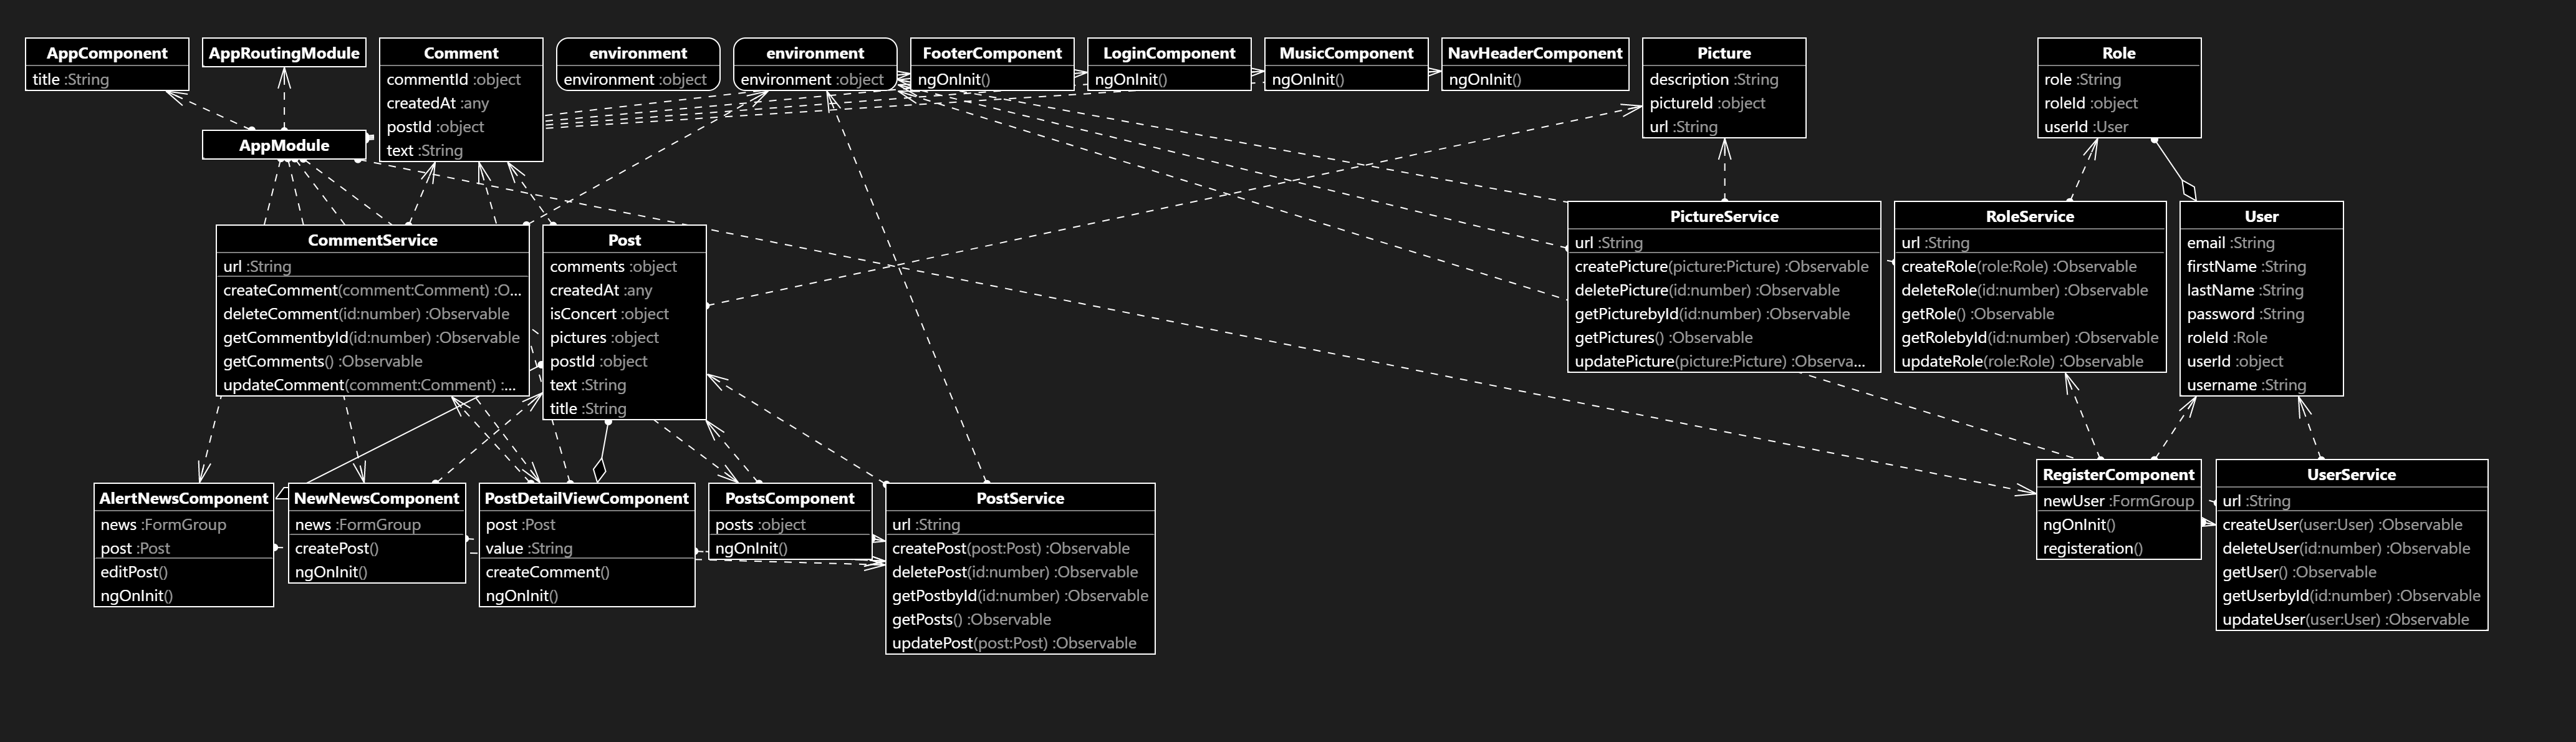 AppComponent
title :String
AppRoutingModule
Comment
commentId :object
createdAt :any
postId :object
text :String
environment
environment :object
environment
environment :object
FooterComponent
ngOnInit()
LoginComponent
ngOnInit()
MusicComponent
ngOnInit()
NavHeaderComponent
ngOnInit()
Picture
description :String
pictureId :object
url :String
Role
role :String
roleId :object
userId :User
AppModule
CommentService
url :String
createComment(comment:Comment) :O...
deleteComment(id:number) :Observable
getCommentbyId(id:number) :Observable
getComments() :Observable
updateComment(comment:Comment) :...
Post
comments :object
createdAt :any
isConcert :object
pictures :object
postId :object
text :String
title :String
PictureService
url :String
createPicture(picture:Picture) :Observable
deletePicture(id:number) :Observable
getPicturebyId(id:number) :Observable
getPictures() :Observable
updatePicture(picture:Picture) :Observa...
RoleService
url :String
createRole(role:Role) :Observable
deleteRole(id:number) :Observable
getRole() :Observable
getRolebyId(id:number) :Observable
updateRole(role:Role) :Observable
User
email :String
firstName :String
lastName :String
password :String
roleId :Role
userId :object
username :String
AlertNewsComponent
news :FormGroup
post :Post
editPost()
ngOnInit()
NewNewsComponent
news :FormGroup
createPost()
ngOnInit()
PostDetailViewComponent
post :Post
value :String
createComment()
ngOnInit()
PostsComponent
posts :object
ngOnInit()
PostService
url :String
createPost(post:Post) :Observable
deletePost(id:number) :Observable
getPostbyId(id:number) :Observable
getPosts() :Observable
updatePost(post:Post) :Observable
RegisterComponent
newUser :FormGroup
ngOnInit()
registeration()
UserService
url :String
createUser(user:User) :Observable
deleteUser(id:number) :Observable
getUser() :Observable
getUserbyId(id:number) :Observable
updateUser(user:User) :Observable